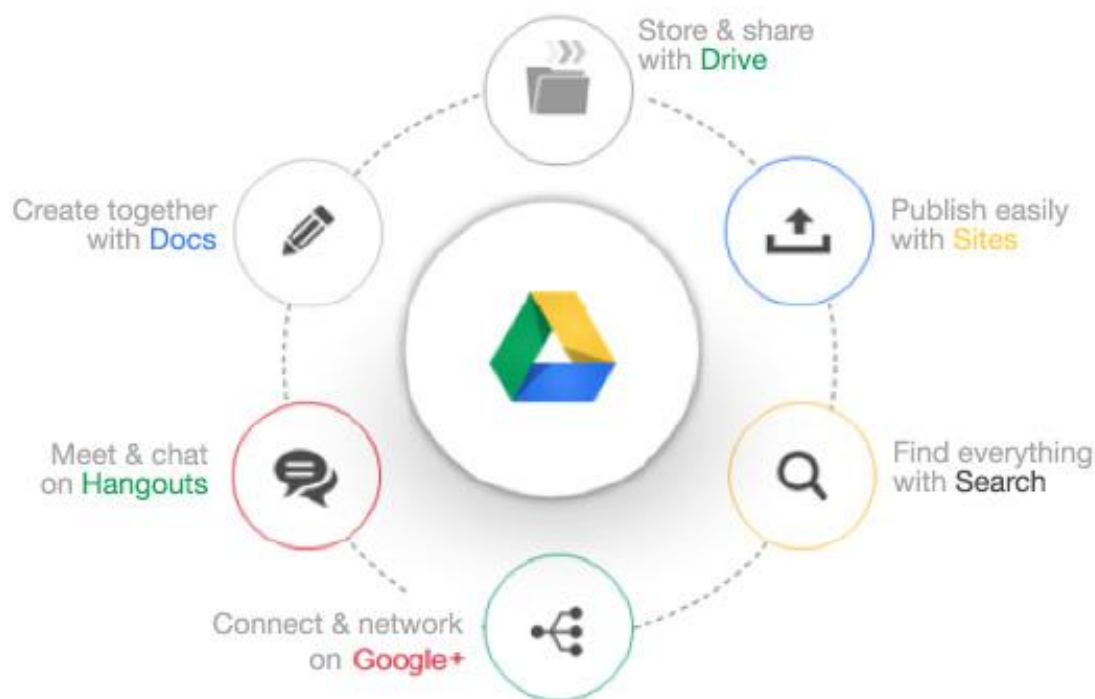 Store & share
with Drive
Create together
with Docs
Publish easily
with Sites
Meet & chat
on Hangouts
Find everything
with Search
Connect & network
on Google+